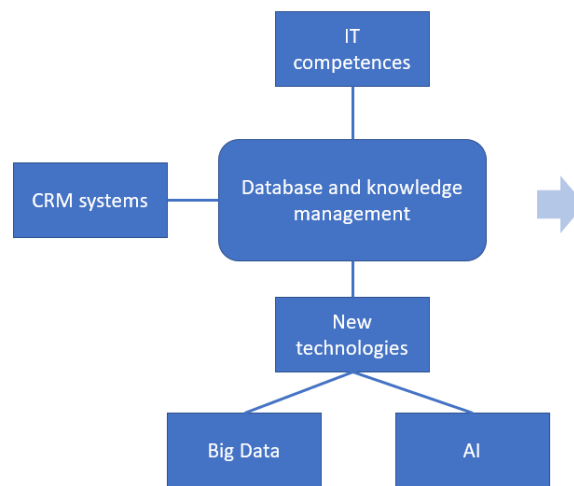 IT
competences
CRM systems
Database and knowledge
management
New
technologies
Big Data
AI